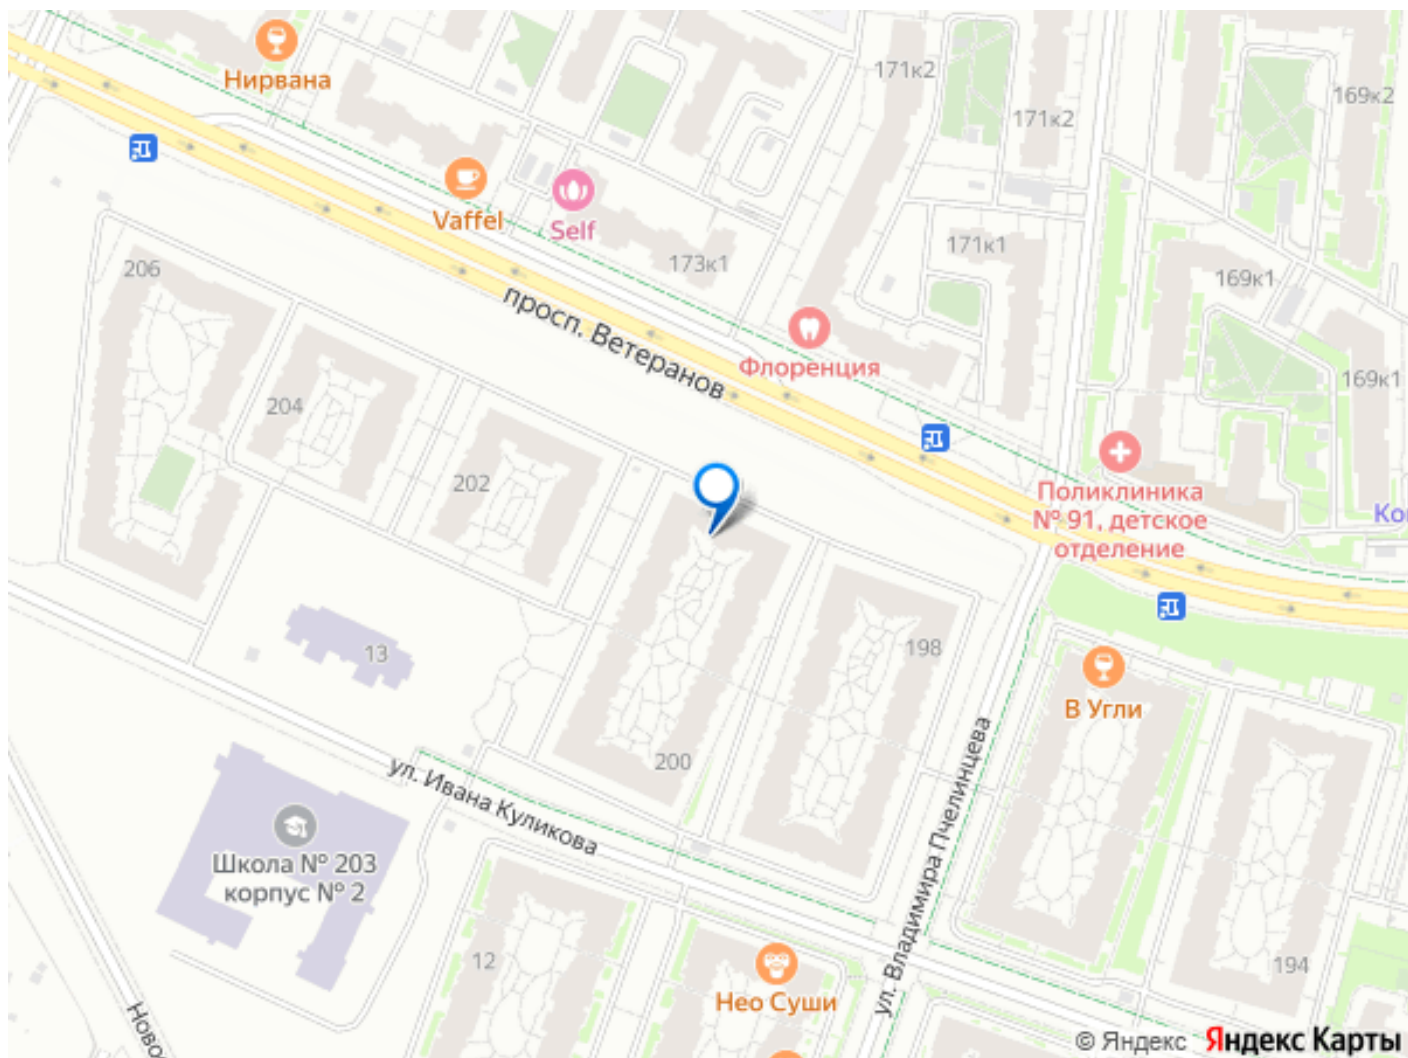 Нирвана
171к2
169к2
171к2
Vaffel
Self
173к1
171к1
206
169к1
просп. Ветеранов
Флоренция
169к1
204
202
Поликлиника
№ 91, детское
отделение
198
13
В Угли
200
ул. Ивана Куликова
ул. Владимира Пчелинцева
Школа № 203
корпус № 2
12
194
Нео Суши
© Яндекс Яндекс Карты